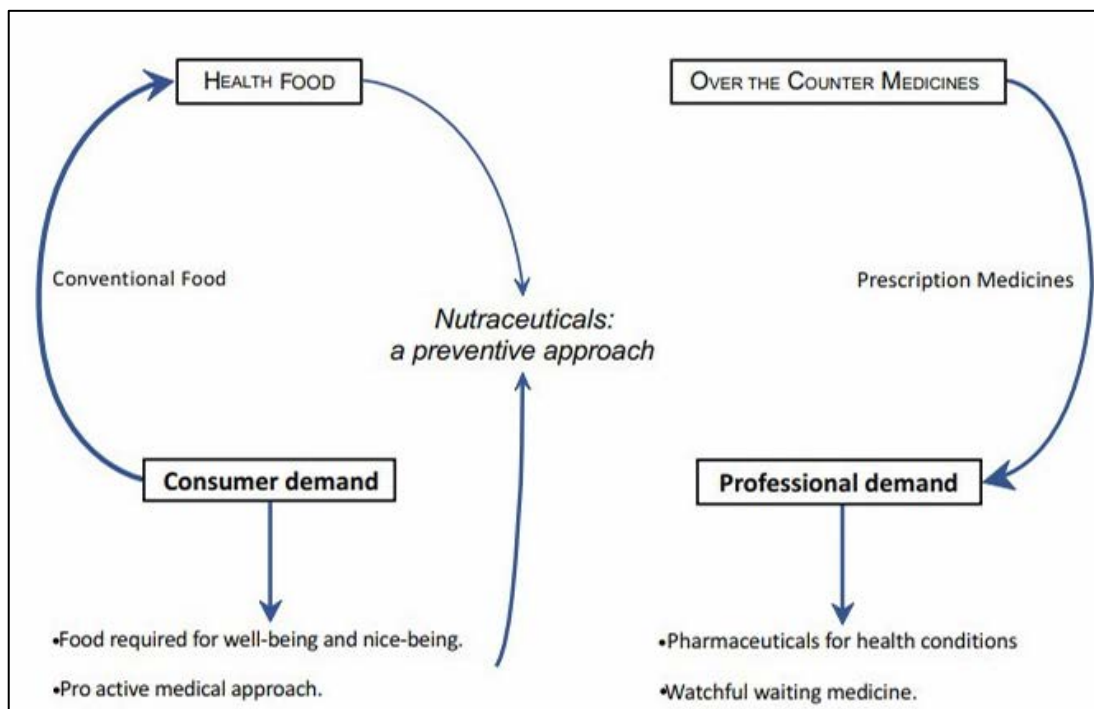 HEALTH FOOD
OVER THE COUNTER MEDICINES
Conventional Food
Prescription Medicines
Nutraceuticals:
a preventive approach
Consumer demand
Professional demand
•Food required for well-being and nice-being.
•Pro active medical approach.
•Pharmaceuticals for health conditions
•Watchful waiting medicine.